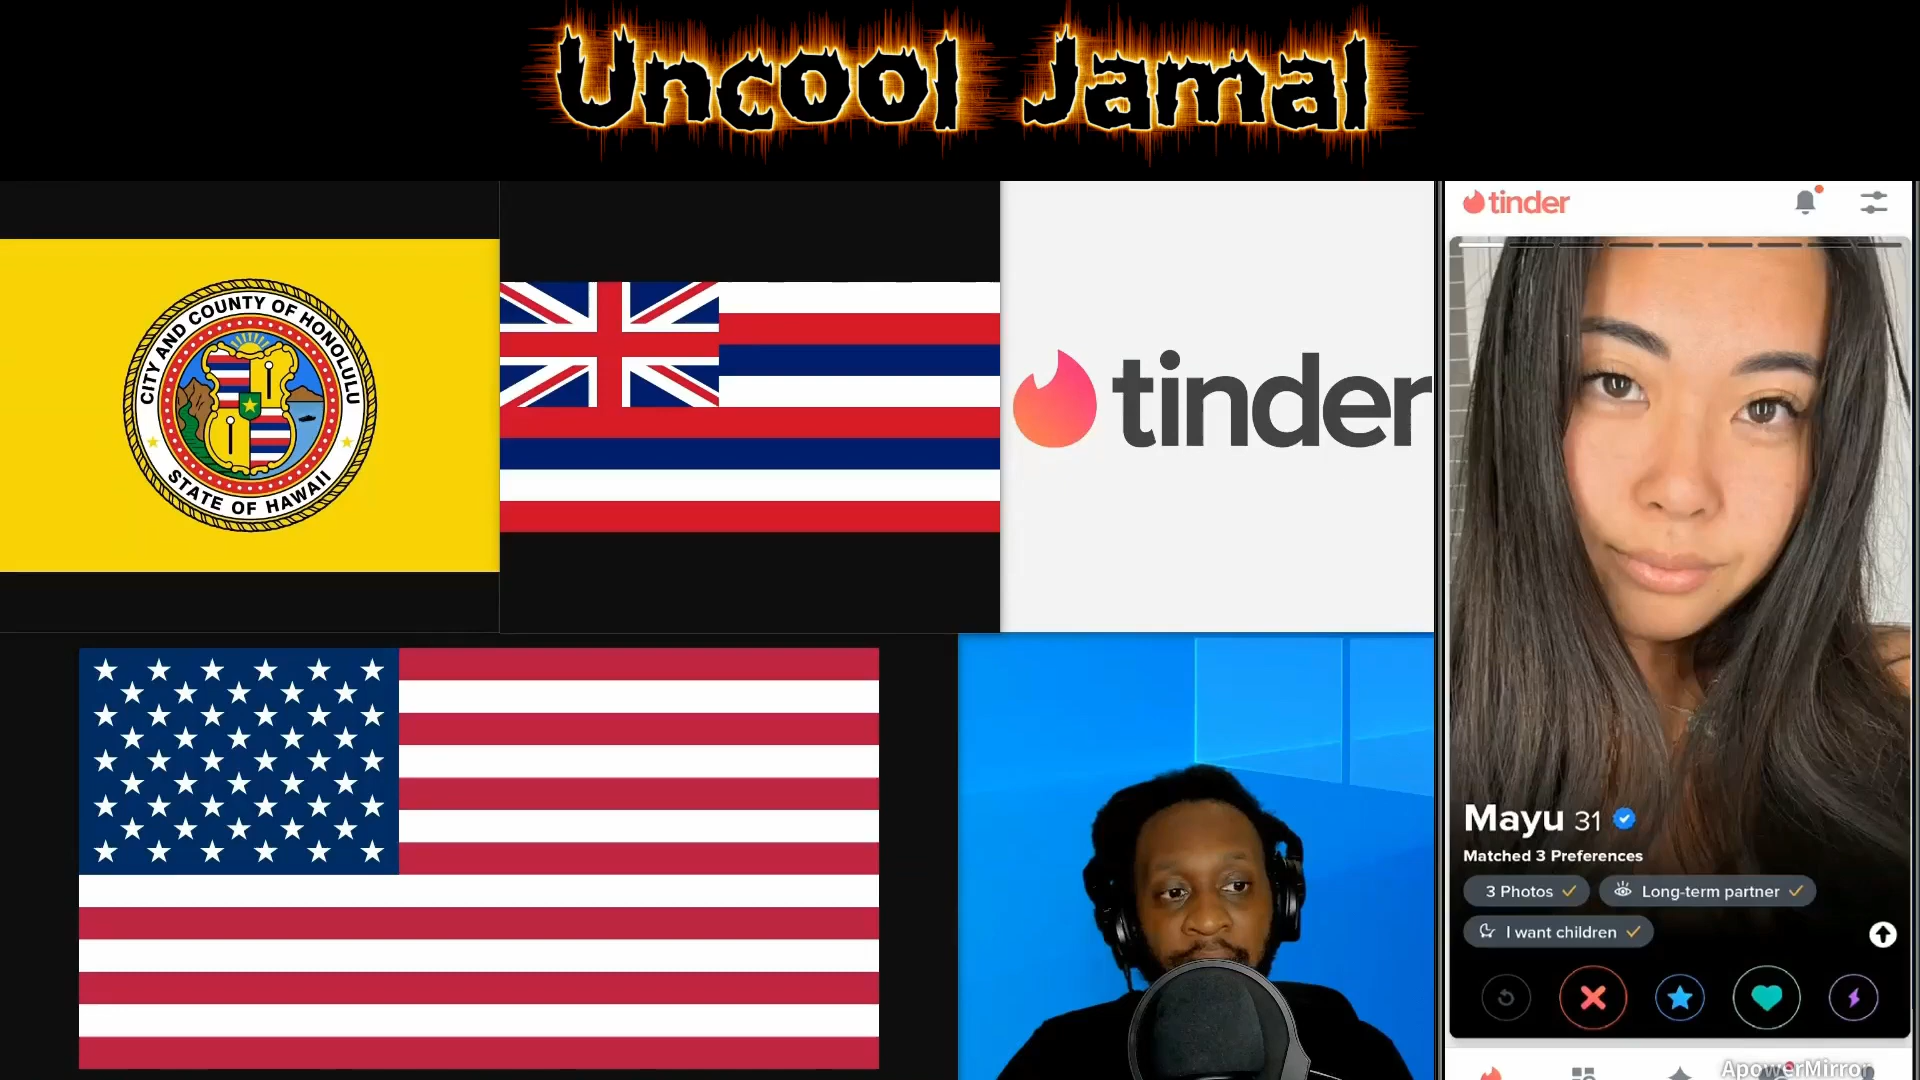 Uncool Jamal
CITY AND COUNTY OF HONOLULU
STATE OF HAWAII
tinder
tinder
Mayu 31
Matched 3 Preferences
3 Photos
Long-term partner
I want children
ApowerMirror